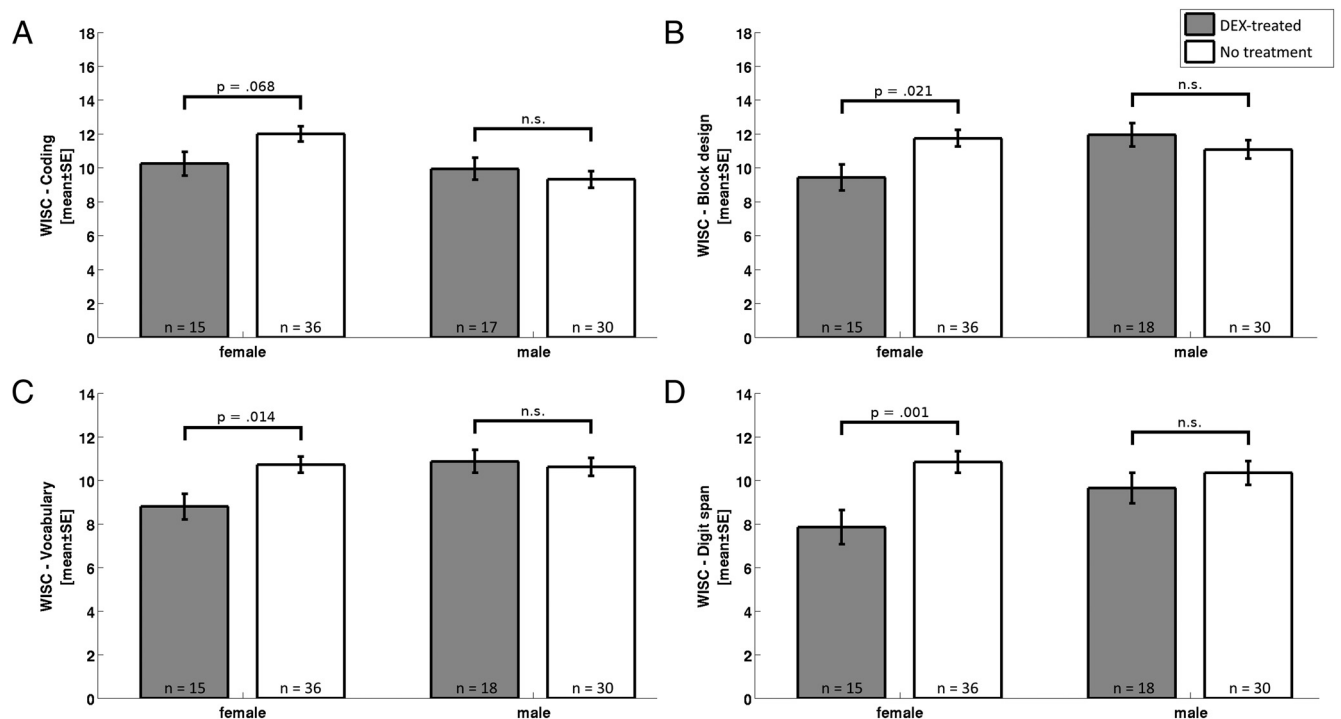 A
18
16
14
12
10
8
6
4
2
0
WISC - Coding
[mean±SE]
p = .068
n.s.
n = 15
n = 36
n = 17
n = 30
female
male
B
18
16
14
12
10
8
6
4
2
0
WISC - Block design
[mean±SE]
p = .021
n.s.
n = 15
n = 36
n = 18
n = 30
female
male
DEX-treated
No treatment
C
14
12
10
8
6
4
2
0
WISC - Vocabulary
[mean±SE]
p = .014
n.s.
n = 15
n = 36
n = 18
n = 30
female
male
D
14
12
10
8
6
4
2
0
WISC - Digit span
[mean±SE]
p = .001
n.s.
n = 15
n = 36
n = 18
n = 30
female
male